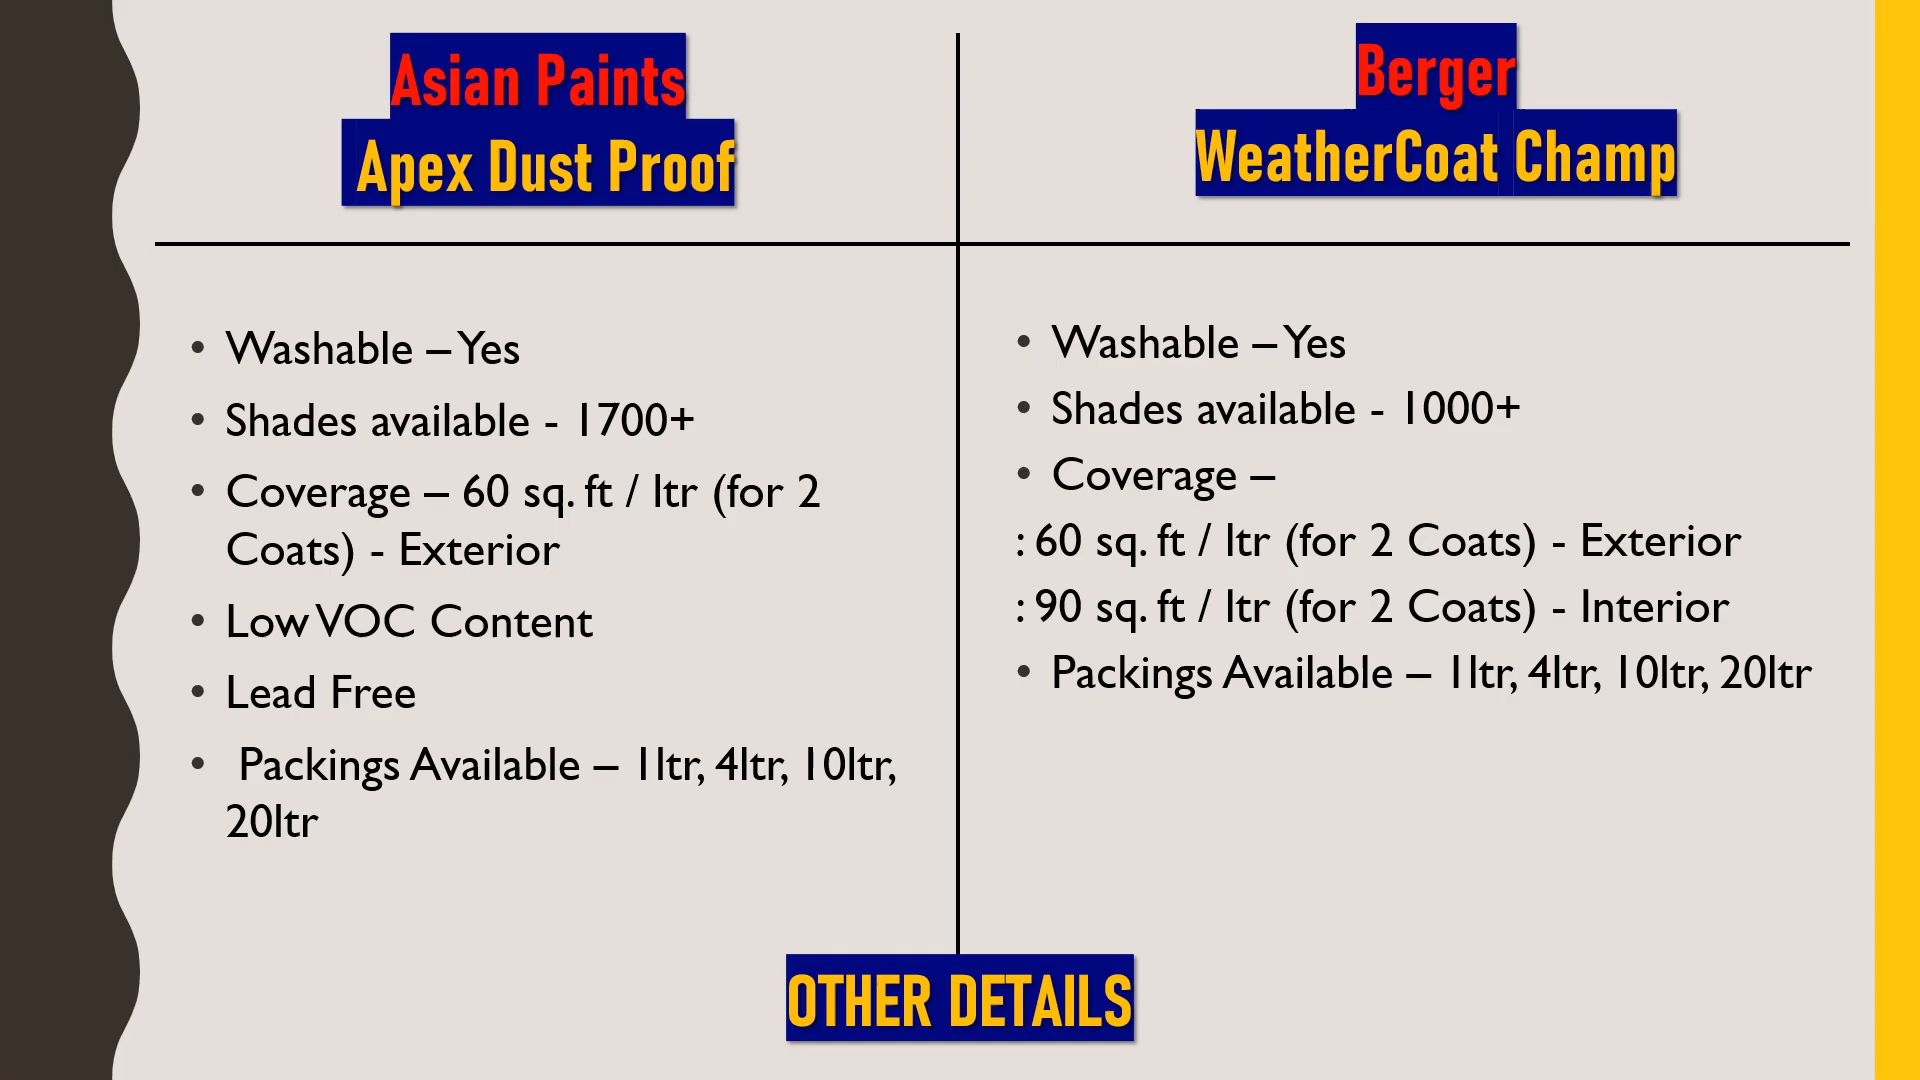 Asian Paints
Apex Dust Proof
• Washable – Yes
• Shades available - 1700+
• Coverage – 60 sq. ft / ltr (for 2
Coats) - Exterior
• Low VOC Content
• Lead Free
• Packings Available – 1ltr, 4ltr, 10ltr,
20ltr
Berger
WeatherCoat Champ
• Washable – Yes
• Shades available - 1000+
• Coverage –
: 60 sq. ft / ltr (for 2 Coats) - Exterior
: 90 sq. ft / ltr (for 2 Coats) - Interior
• Packings Available – 1ltr, 4ltr, 10ltr, 20ltr
OTHER DETAILS